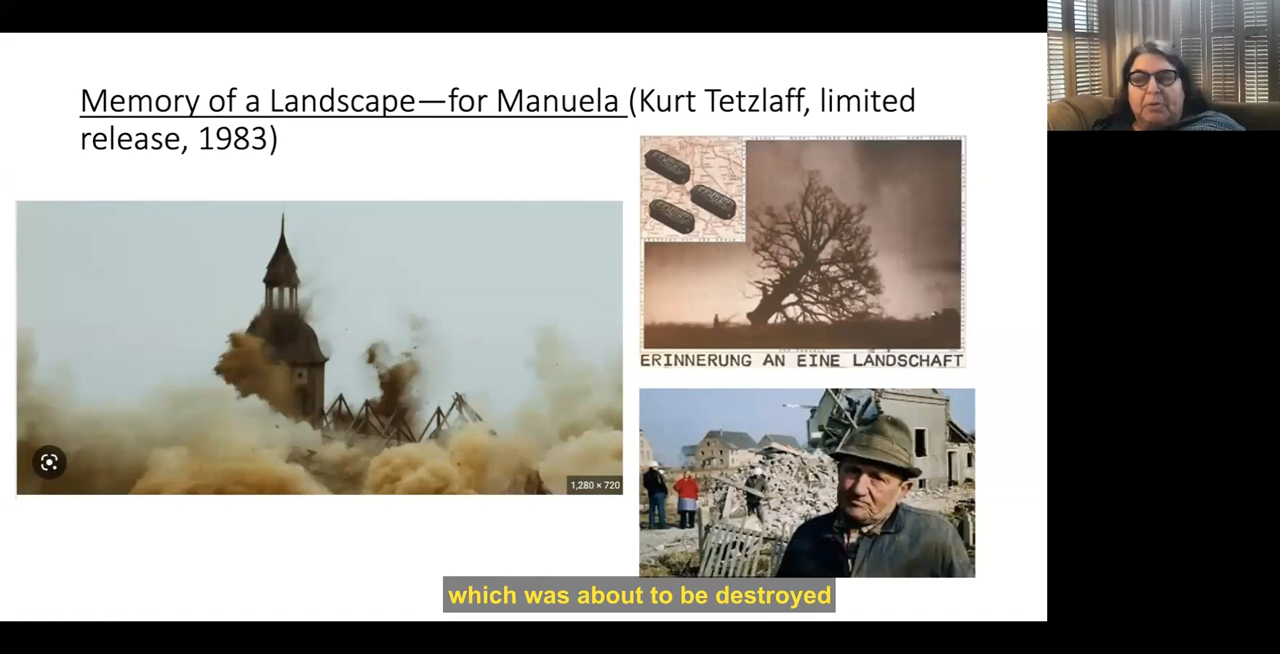 Memory of a Landscape—for Manuela (Kurt Tetzlaff, limited
release, 1983)
ERINNERUNG AN EINE LANDSCHAFT
1,280 × 720
which was about to be destroyed